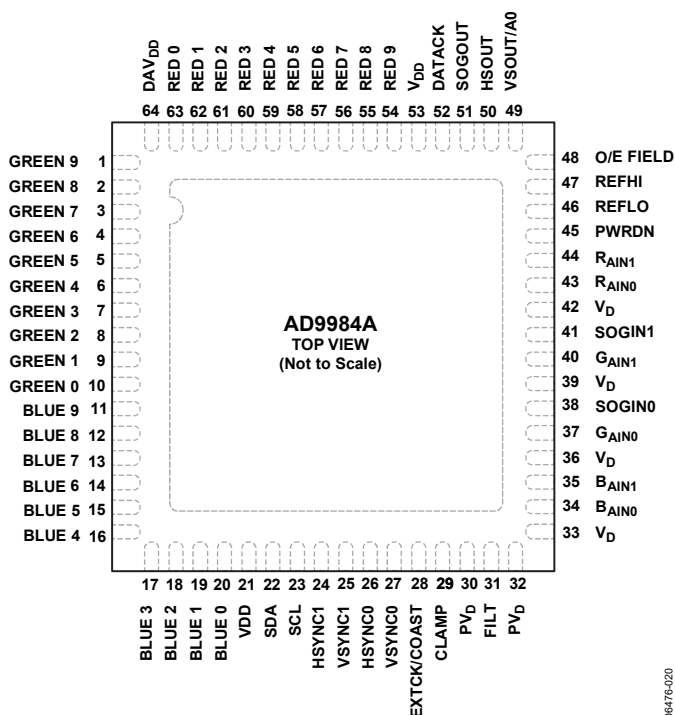 DAVDD
RED 0
RED 1
RED 2
RED 3
RED 4
RED 5
RED 6
RED 7
RED 8
RED 9
VDD
DATACK
SOGOUT
HSOUT
VSOUT/A0
64 63 62 61 60 59 58 57 56 55 54 53 52 51 50 49
GREEN 9 1
GREEN 8 2
GREEN 7 3
GREEN 6 4
GREEN 5 5
GREEN 4 6
GREEN 3 7
GREEN 2 8
GREEN 1 9
GREEN 0 10
BLUE 9 11
BLUE 8 12
BLUE 7 13
BLUE 6 14
BLUE 5 15
BLUE 4 16
AD9984A
TOP VIEW
(Not to Scale)
48 O/E FIELD
47 REFHI
46 REFLO
45 PWRDN
44 RAIN1
43 RAIN0
42 VD
41 SOGIN1
40 GAIN1
39 VD
38 SOGIN0
37 GAIN0
36 VD
35 BAIN1
34 BAIN0
33 VD
17 18 19 20 21 22 23 24 25 26 27 28 29 30 31 32
BLUE 3
BLUE 2
BLUE 1
BLUE 0
VDD
SDA
SCL
HSYNC1
VSYNC1
HSYNC0
VSYNC0
EXTCK/COAST
CLAMP
PVD
FILT
PVD
06476-020